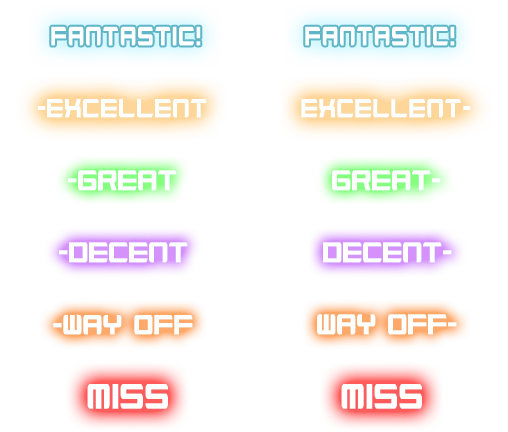 FANTASTIC! FANTASTIC!
-EXCELLENT EXCELLENT-
-GREAT GREAT-
-DECENT DECENT-
-WAY OFF WAY OFF-
MISS MISS